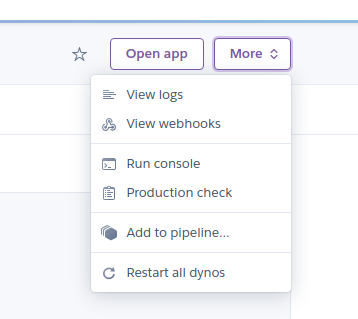 Open app
More
View logs
View webhooks
Run console
Production check
Add to pipeline...
Restart all dynos